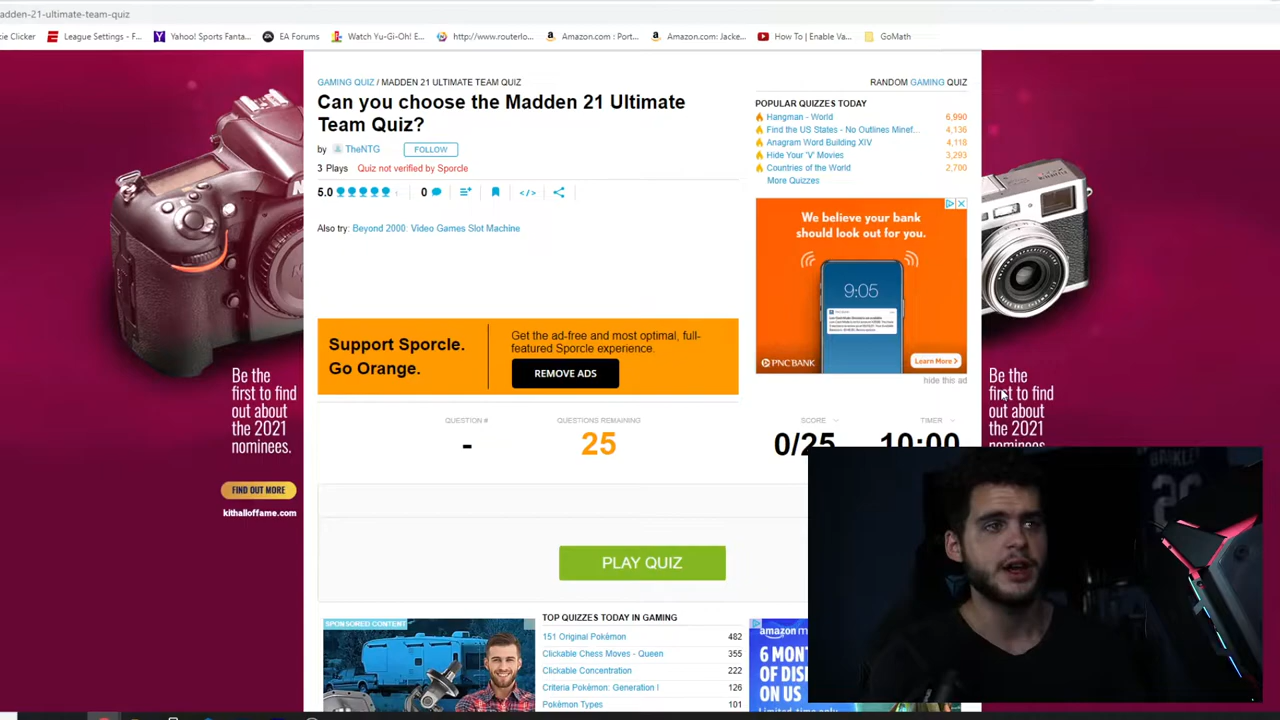 adden-21-ultimate-team-quiz
kie Clicker League Settings - F... Yahoo! Sports Fanta... EA Forums Watch Yu-Gi-Oh! E... http://www.routerlo... Amazon.com : Port... Amazon.com: Jacke... How To | Enable Va... GoMath
GAMING QUIZ / MADDEN 21 ULTIMATE TEAM QUIZ
RANDOM GAMING QUIZ
Can you choose the Madden 21 Ultimate
Team Quiz?
by TheNTG FOLLOW
3 Plays Quiz not verified by Sporcle
5.0 0
Also try: Beyond 2000: Video Games Slot Machine
POPULAR QUIZZES TODAY
Hangman - World 6,990
Find the US States - No Outlines Minef... 4,136
Anagram Word Building XIV 4,118
Hide Your 'V' Movies 3,293
Countries of the World 2,700
More Quizzes
We believe your bank
should look out for you.
9:05
PNC BANK
Learn More >
hide this ad
Support Sporcle.
Go Orange.
Get the ad-free and most optimal, full-
featured Sporcle experience.
REMOVE ADS
Be the
first to find
out about
the 2021
nominees.
FIND OUT MORE
kithalloffame.com
Be the
first to find
out about
the 2021
nominees.
QUESTION # QUESTIONS REMAINING SCORE TIMER
- 25 0/25 10:00
PLAY QUIZ
SPONSORED CONTENT
TOP QUIZZES TODAY IN GAMING
151 Original Pokémon 482
Clickable Chess Moves - Queen 355
Clickable Concentration 222
Criteria Pokémon: Generation I 126
Pokémon Types 101
amazon m
6 MONT
OF DIS
ON US